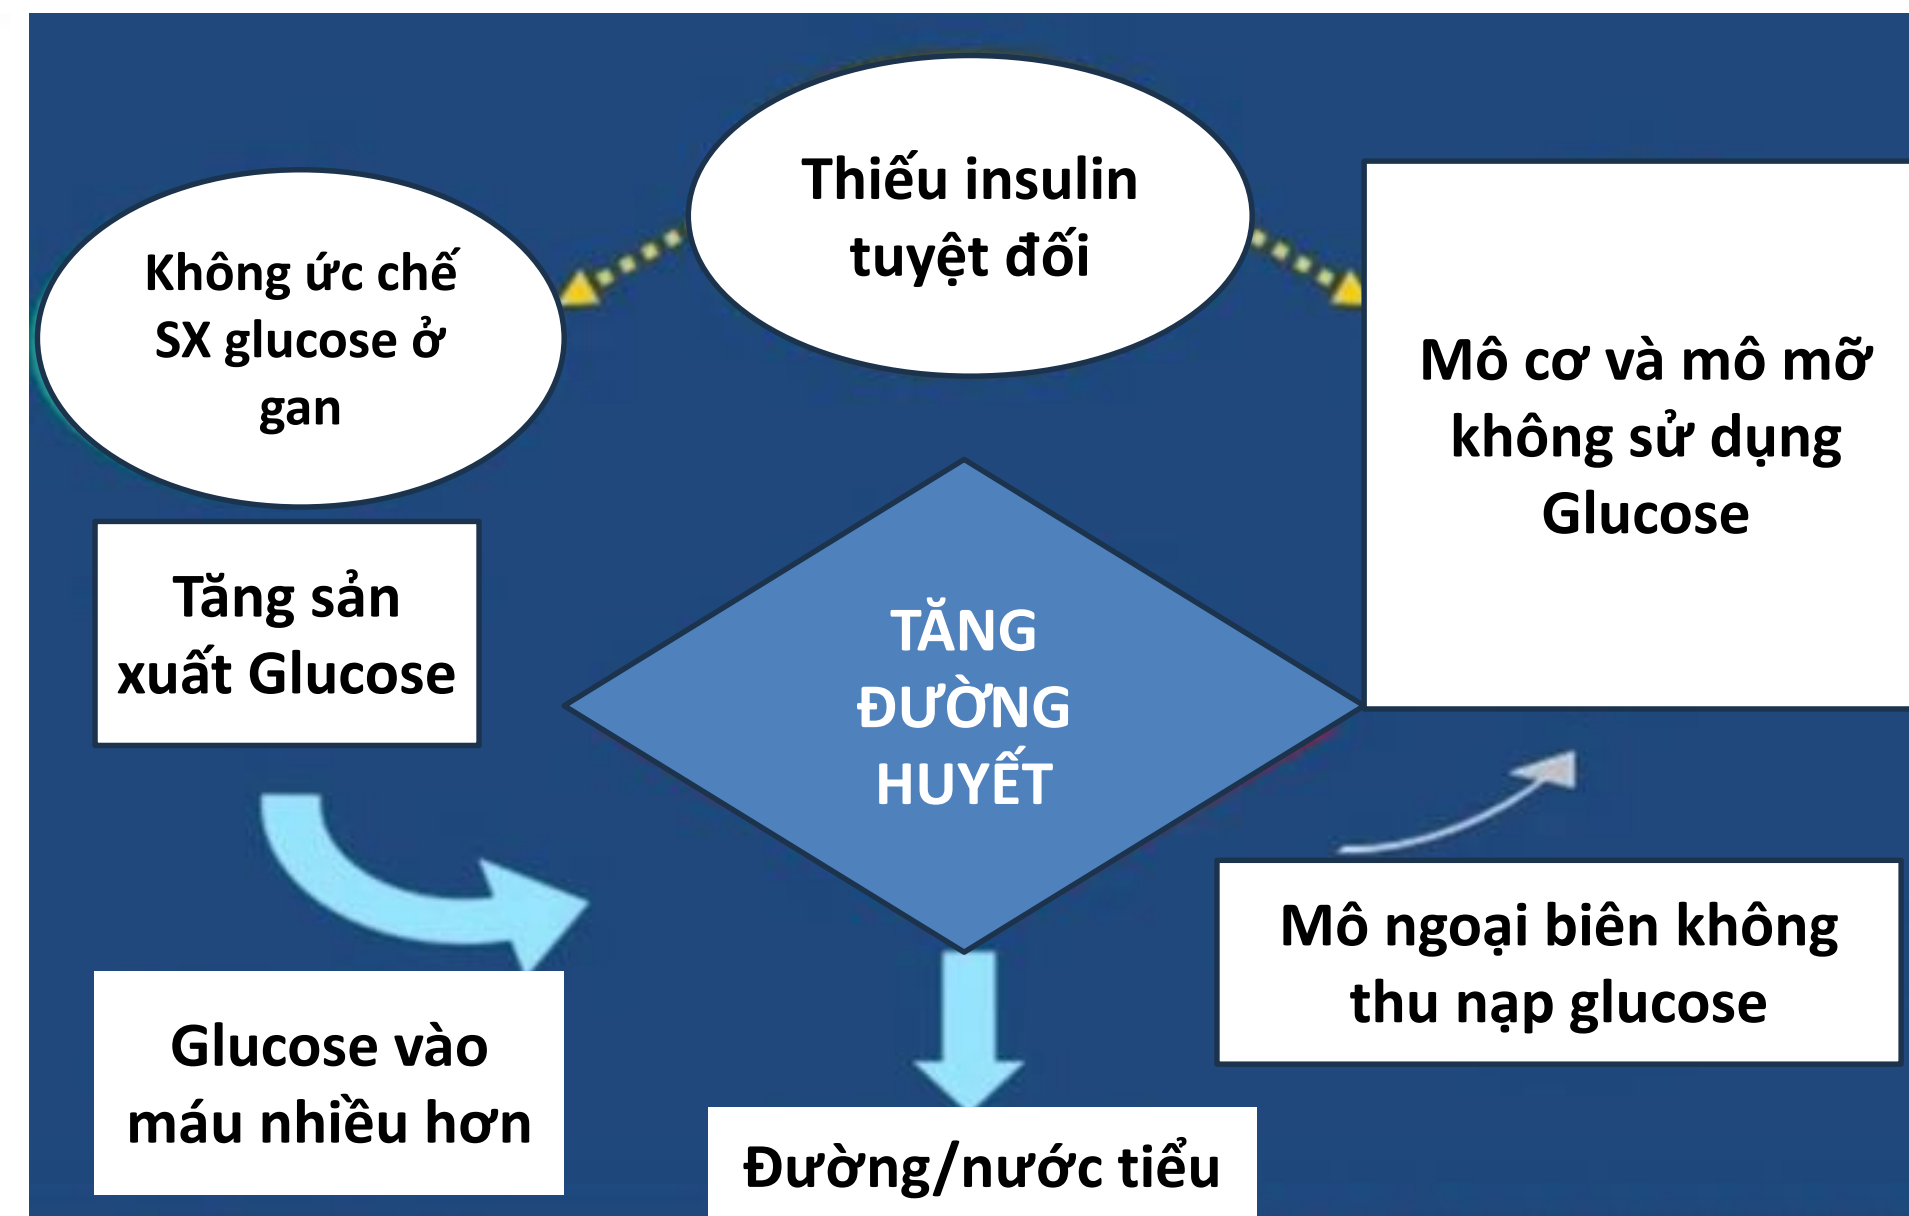 Thiếu insulin
tuyệt đối
Không ức chế
SX glucose ở
gan
Mô cơ và mô mỡ
không sử dụng
Glucose
Tăng sản
xuất Glucose
TĂNG
ĐƯỜNG
HUYẾT
Mô ngoại biên không
thu nạp glucose
Glucose vào
máu nhiều hơn
Đường/nước tiểu